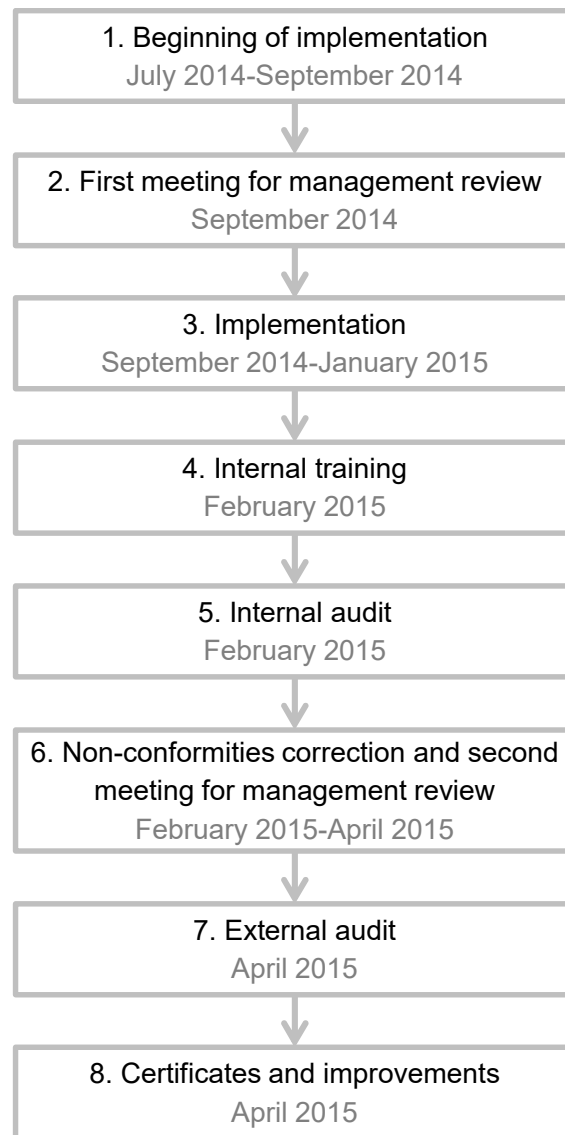 1. Beginning of implementation
July 2014-September 2014
2. First meeting for management review
September 2014
3. Implementation
September 2014-January 2015
4. Internal training
February 2015
5. Internal audit
February 2015
6. Non-conformities correction and second
meeting for management review
February 2015-April 2015
7. External audit
April 2015
8. Certificates and improvements
April 2015